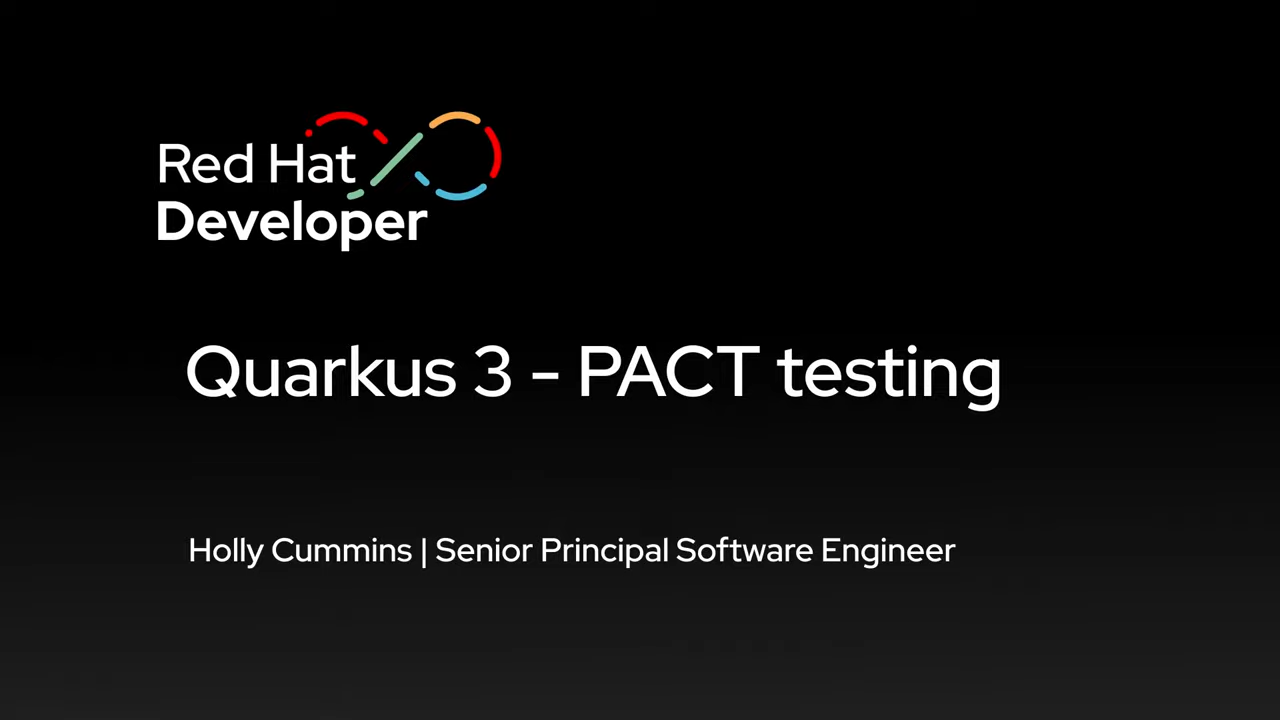 Red Hat
Developer
Quarkus 3 - PACT testing
Holly Cummins | Senior Principal Software Engineer